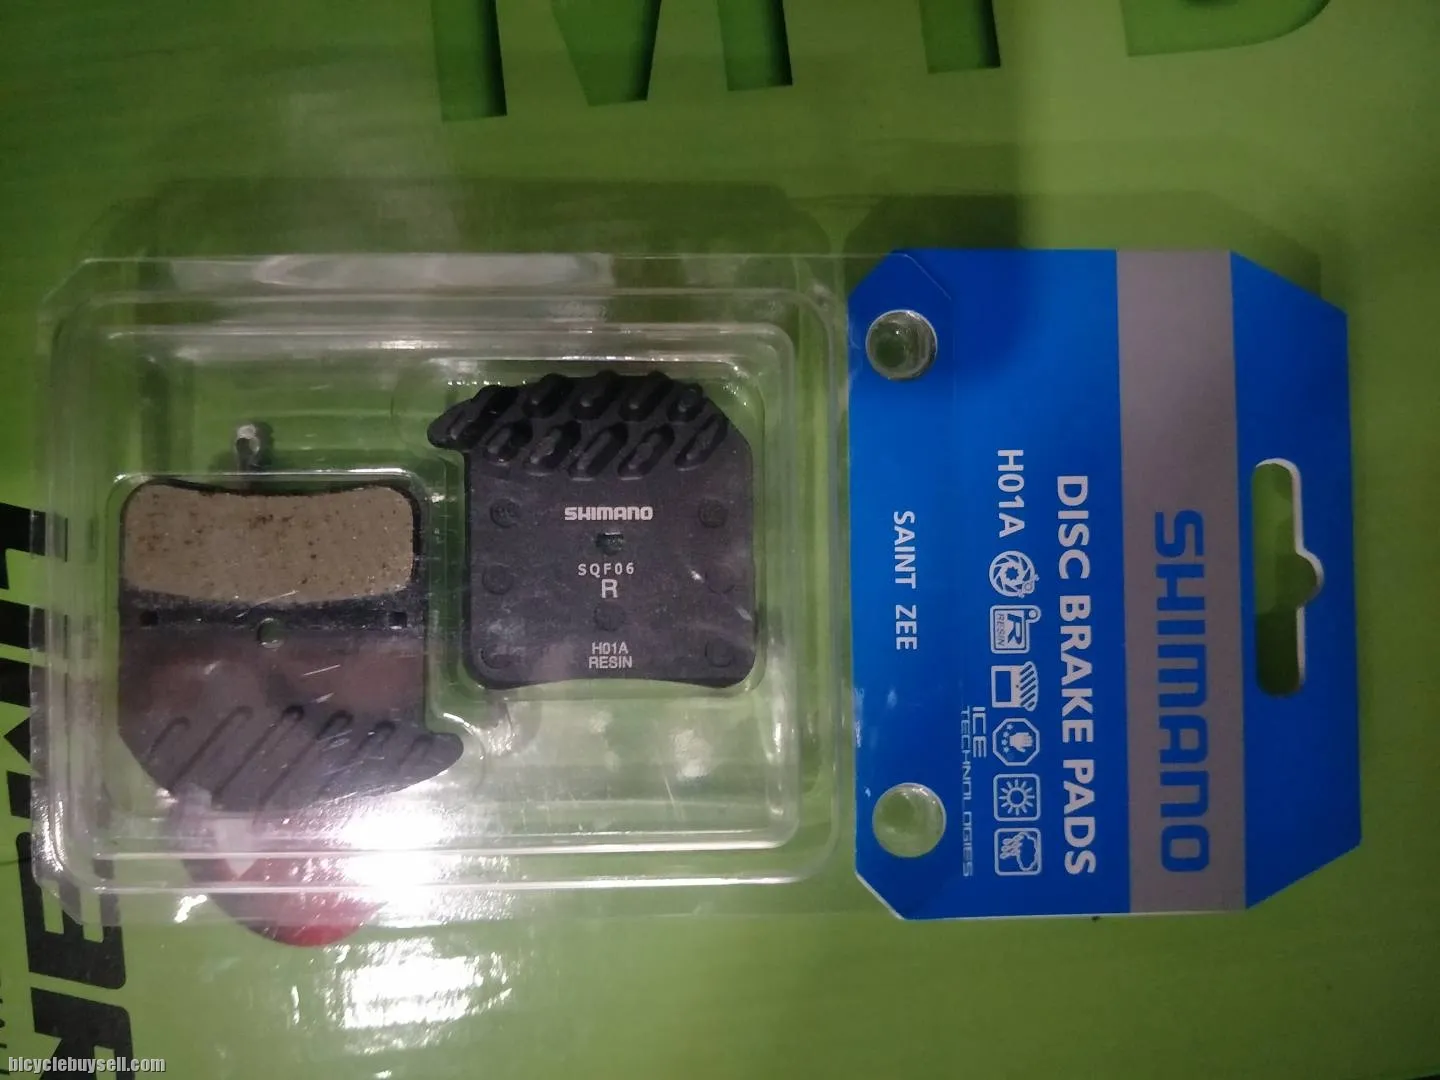 SHIMANO
DISC BRAKE PADS
H01A
RESIN
ICE
TECHNOLOGIES
SAINT ZEE
SHIMANO
SQF06
R
H01A
RESIN
bicyclebuysell.com